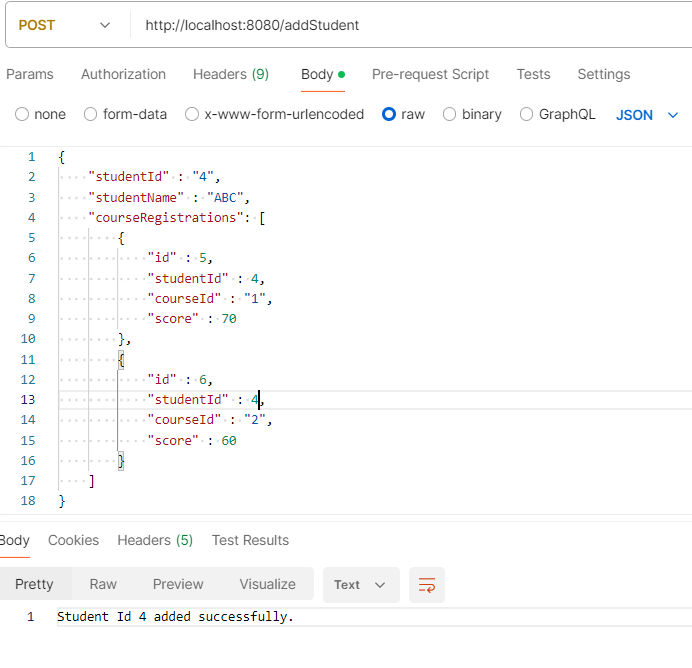 POST http://localhost:8080/addStudent
Params Authorization Headers (9) Body Pre-request Script Tests Settings
none form-data x-www-form-urlencoded raw binary GraphQL JSON
1 {
2 "studentId" : "4",
3 "studentName" : "ABC",
4 "courseRegistrations": [
5 {
6 "id" : 5,
7 "studentId" : 4,
8 "courseId" : "1",
9 "score" : 70
10 },
11 {
12 "id" : 6,
13 "studentId" : 4,
14 "courseId" : "2",
15 "score" : 60
16 }
17 ]
18 }
Body Cookies Headers (5) Test Results
Pretty Raw Preview Visualize Text
1 Student Id 4 added successfully.